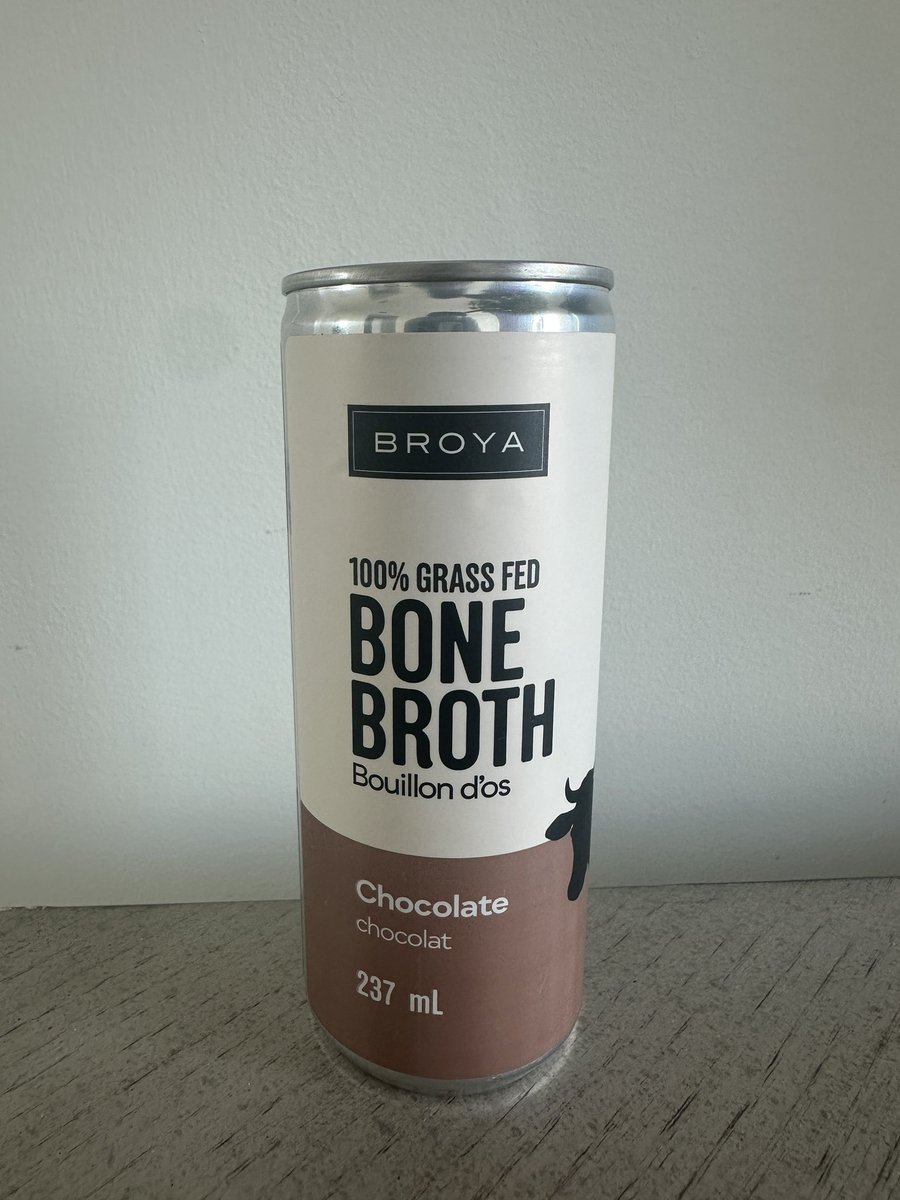 BROYA
100% GRASS FED
BONE
BROTH
Bouillon d'os
Chocolate
chocolat
237 mL